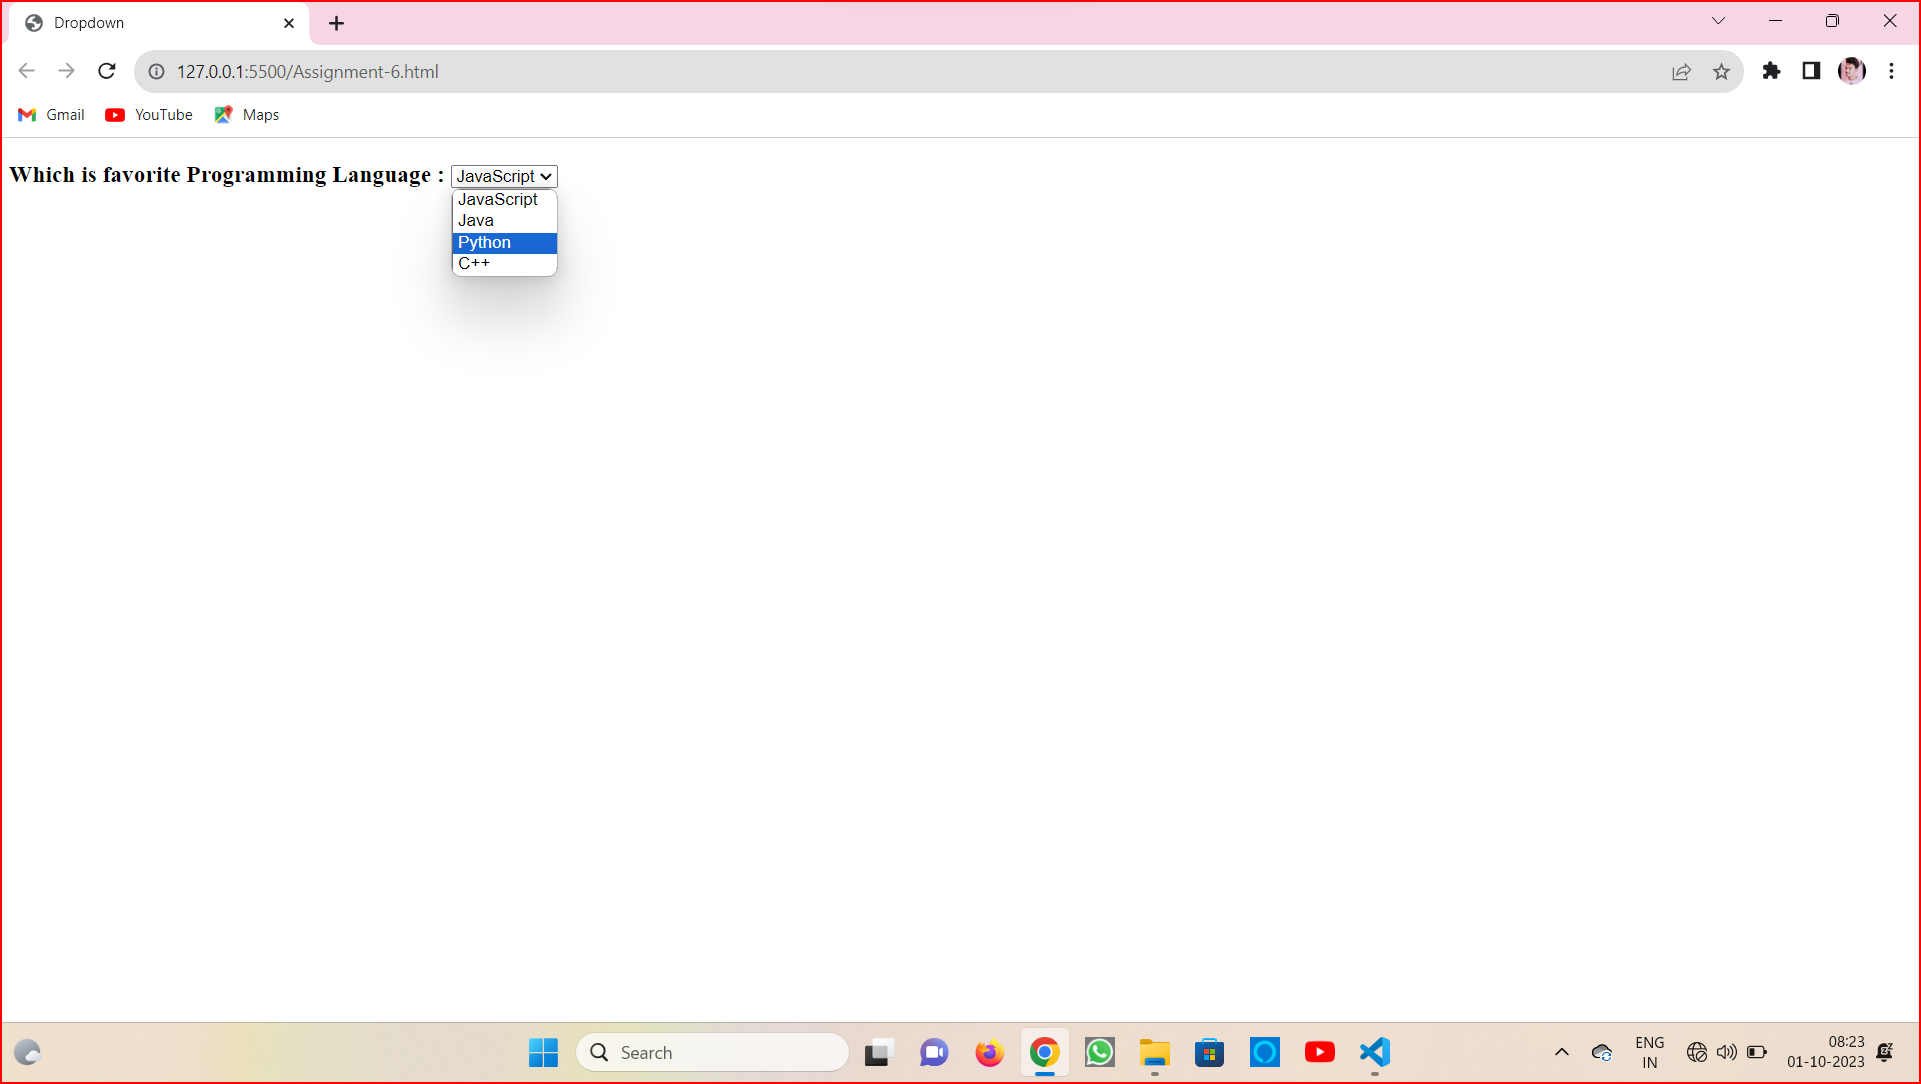 Dropdown
127.0.0.1:5500/Assignment-6.html
Gmail YouTube Maps
Which is favorite Programming Language : JavaScript
JavaScript
Java
Python
C++
Search
ENG
IN
08:23
01-10-2023